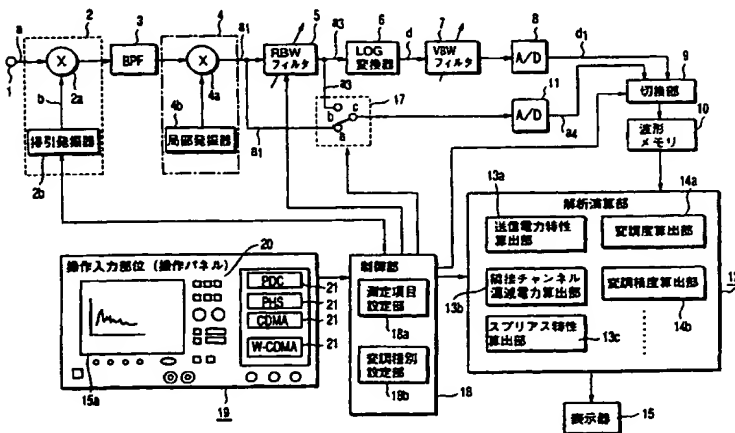 2
3
4
5
6
7
8
a
1
X
2a
b
BPF
X
4a
a1
RBW
フィルタ
a3
LOG
変換器
d
VBW
フィルタ
A/D
d1
9
切換部
掃引発振器
2b
4b
局部発振器
a3
17
b
c
a
a1
11
A/D
a4
10
波形
メモリ
解析演算部
13a
送信電力特性
算出部
14a
変調度算出部
13b
隣接チャンネル
漏洩電力算出部
変調精度算出部
14b
スプリアス特性
算出部
13c
操作入力部位(操作パネル)
20
PDC
21
PHS
21
CDMA
21
W-CDMA
21
15a
19
制御部
測定項目
設定部
18a
変調種別
設定部
18b
18
表示器
15